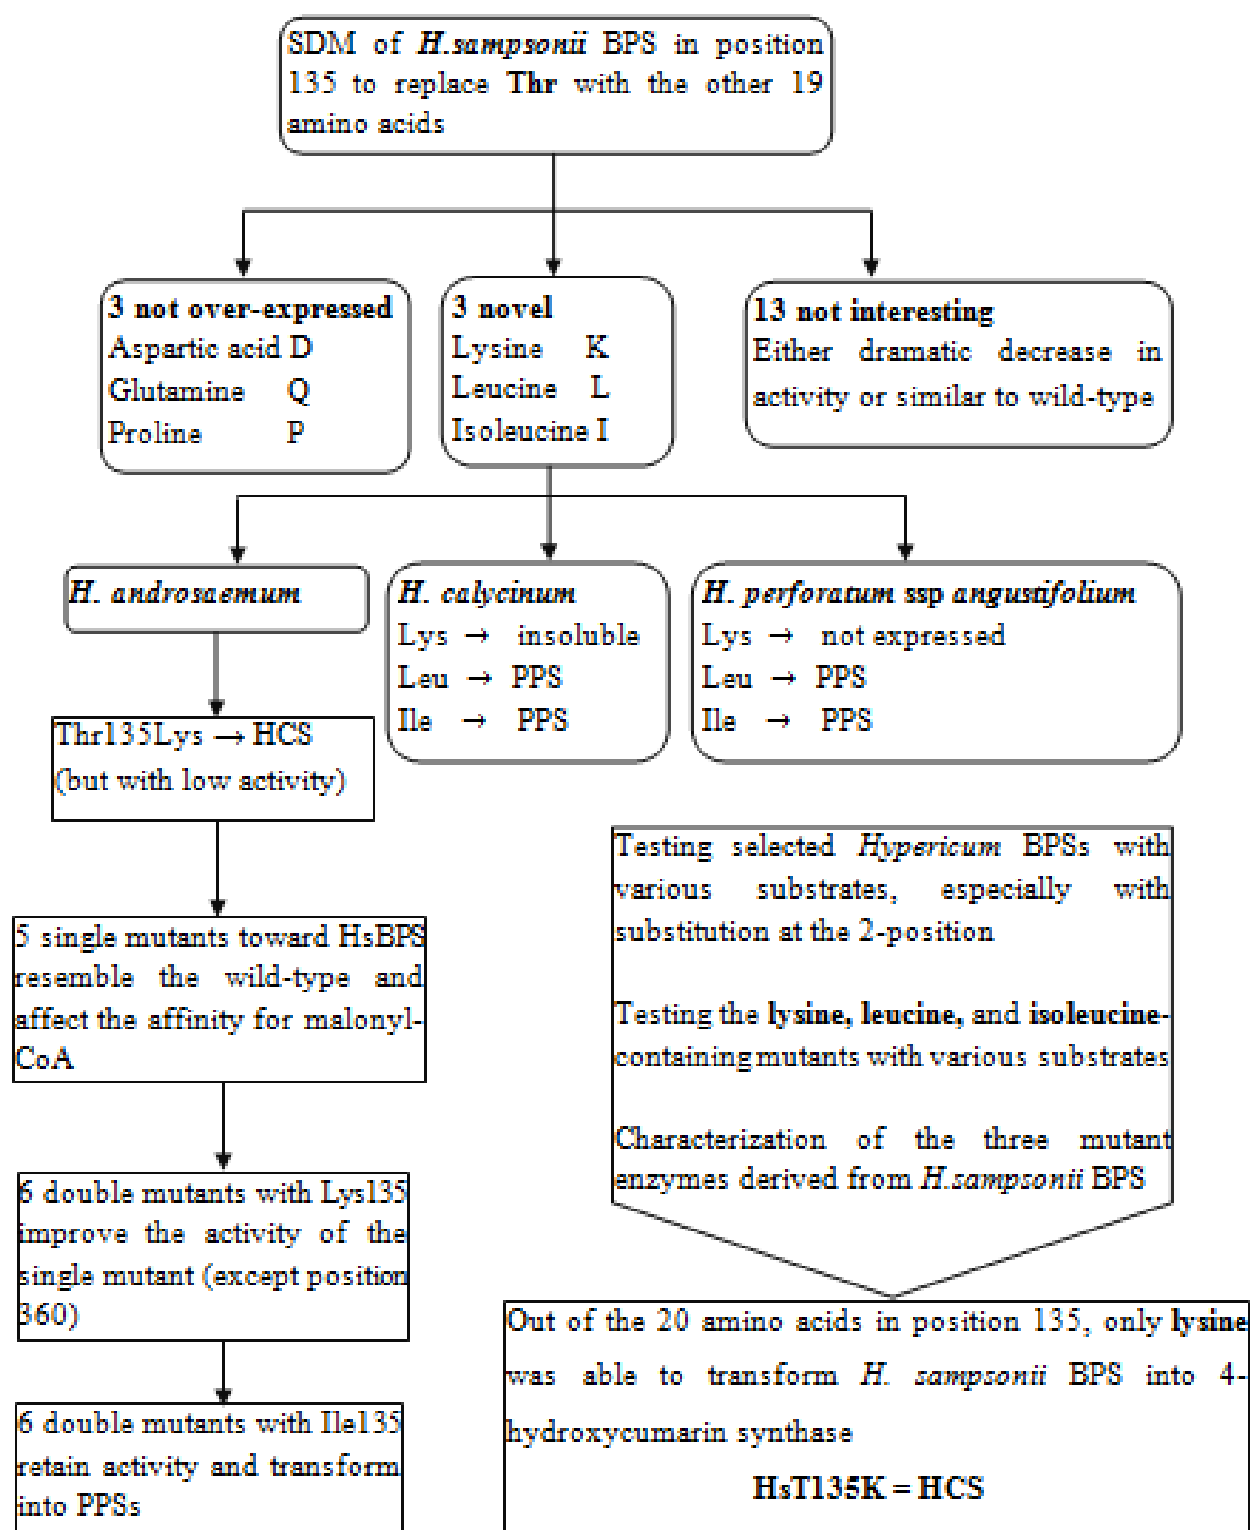 SDM of H.sampsonii BPS in position
135 to replace Thr with the other 19
amino acids
3 not over-expressed
Aspartic acid D
Glutamine Q
Proline P
3 novel
Lysine K
Leucine L
Isoleucine I
13 not interesting
Either dramatic decrease in
activity or similar to wild-type
H. androsaemum
H. calycinum
Lys → insoluble
Leu → PPS
Ile → PPS
H. perforatum ssp angustifolium
Lys → not expressed
Leu → PPS
Ile → PPS
Thr135Lys → HCS
(but with low activity)
5 single mutants toward HsBPS
resemble the wild-type and
affect the affinity for malonyl-
CoA
6 double mutants with Lys135
improve the activity of the
single mutant (except position
360)
6 double mutants with Ile135
retain activity and transform
into PPSs
Testing selected Hypericum BPSs with
various substrates, especially with
substitution at the 2-position
Testing the lysine, leucine, and isoleucine-
containing mutants with various substrates
Characterization of the three mutant
enzymes derived from H.sampsonii BPS
Out of the 20 amino acids in position 135, only lysine
was able to transform H. sampsonii BPS into 4-
hydroxycumarin synthase
HsT135K = HCS